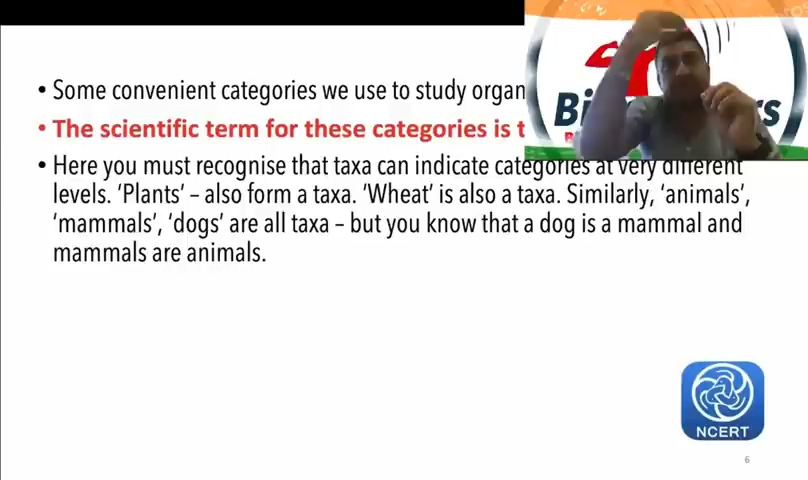 • Some convenient categories we use to study organ
• The scientific term for these categories is t
• Here you must recognise that taxa can indicate categories at very different
levels. ‘Plants’ – also form a taxa. ‘Wheat’ is also a taxa. Similarly, ‘animals’,
‘mammals’, ‘dogs’ are all taxa – but you know that a dog is a mammal and
mammals are animals.
NCERT
6